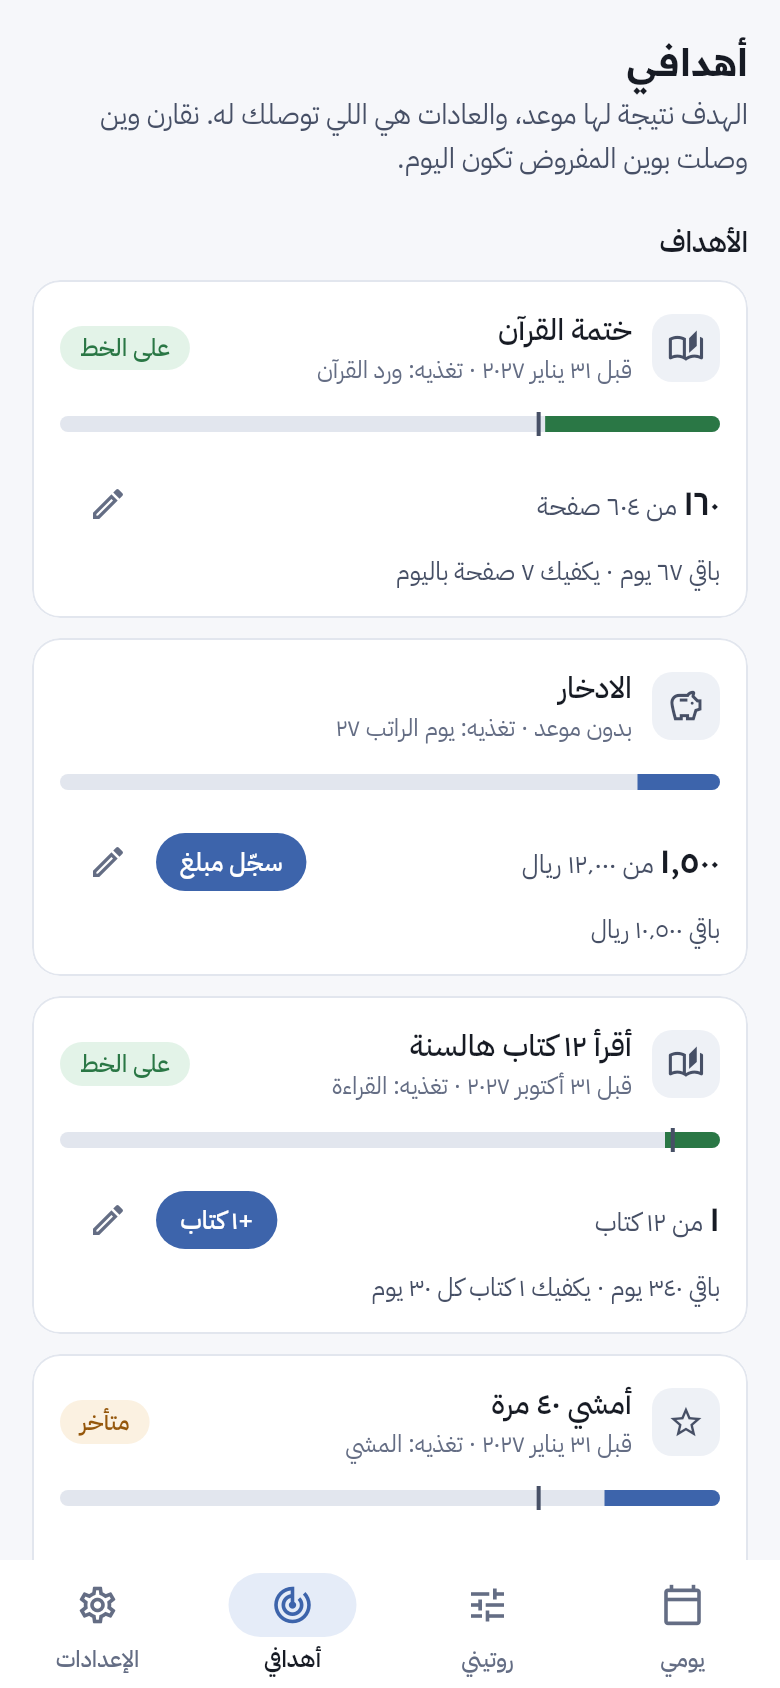 أهدافي
الهدف نتيجة لها موعد، والعادات هي اللي توصلك له. نقارن وين
وصلت بوين المفروض تكون اليوم.
الأهداف
ختمة القرآن
على الخط
قبل ٣١ يناير ٢٠٢٧ · تغذيه: ورد القرآن
١٦٠ من ٦٠٤ صفحة
باقي ٦٧ يوم · يكفيك ٧ صفحة باليوم
الادخار
بدون موعد · تغذيه: يوم الراتب ٢٧
١,٥٠٠ من ١٢,٠٠٠ ريال
سجّل مبلغ
باقي ١٠,٥٠٠ ريال
أقرأ ١٢ كتاب هالسنة
على الخط
قبل ٣١ أكتوبر ٢٠٢٧ · تغذيه: القراءة
١ من ١٢ كتاب
+١ كتاب
باقي ٣٤٠ يوم · يكفيك ١ كتاب كل ٣٠ يوم
أمشي ٤٠ مرة
متأخر
قبل ٣١ يناير ٢٠٢٧ · تغذيه: المشي
يومي
روتيني
أهدافي
الإعدادات